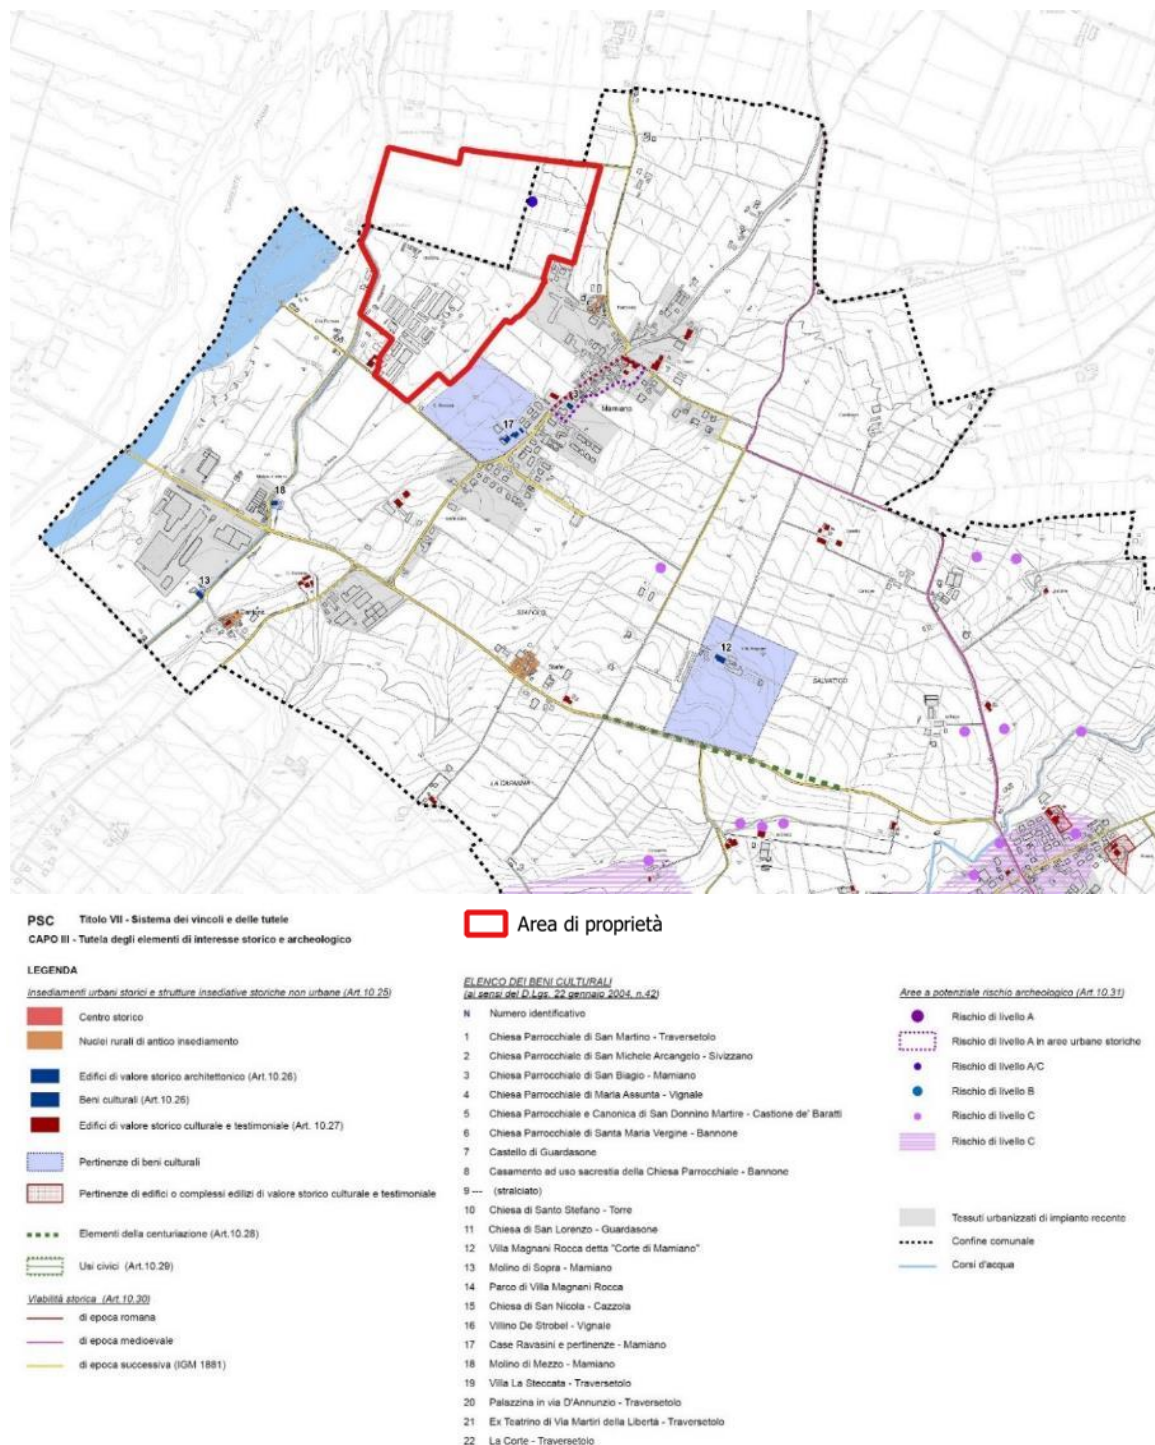 TORRENTE
PARMA
Mamiano
17
18
13
12
SALVATICO
LA CAPANNA
PSC Titolo VII - Sistema dei vincoli e delle tutele
CAPO III - Tutela degli elementi di interesse storico e archeologico
Area di proprietà
LEGENDA
Insediamenti urbani storici e strutture insediative storiche non urbane (Art.10.25)
Centro storico
Nuclei rurali di antico insediamento
Edifici di valore storico architettonico (Art.10.26)
Beni culturali (Art.10.26)
Edifici di valore storico culturale e testimoniale (Art. 10.27)
Pertinenze di beni culturali
Pertinenze di edifici o complessi edilizi di valore storico culturale e testimoniale
Elementi della centuriazione (Art.10.28)
Usi civici (Art.10.29)
Viabilità storica (Art.10.30)
di epoca romana
di epoca medioevale
di epoca successiva (IGM 1881)
ELENCO DEI BENI CULTURALI
(ai sensi del D.Lgs. 22 gennaio 2004, n.42)
N Numero identificativo
1 Chiesa Parrocchiale di San Martino - Traversetolo
2 Chiesa Parrocchiale di San Michele Arcangelo - Sivizzano
3 Chiesa Parrocchiale di San Biagio - Mamiano
4 Chiesa Parrocchiale di Maria Assunta - Vignale
5 Chiesa Parrocchiale e Canonica di San Donnino Martire - Castione de' Baratti
6 Chiesa Parrocchiale di Santa Maria Vergine - Bannone
7 Castello di Guardasone
8 Casamento ad uso sacrestia della Chiesa Parrocchiale - Bannone
9 --- (stralciato)
10 Chiesa di Santo Stefano - Torre
11 Chiesa di San Lorenzo - Guardasone
12 Villa Magnani Rocca detta "Corte di Mamiano"
13 Molino di Sopra - Mamiano
14 Parco di Villa Magnani Rocca
15 Chiesa di San Nicola - Cazzola
16 Villino De Strobel - Vignale
17 Case Ravasini e pertinenze - Mamiano
18 Molino di Mezzo - Mamiano
19 Villa La Steccata - Traversetolo
20 Palazzina in via D'Annunzio - Traversetolo
21 Ex Teatrino di Via Martiri della Libertà - Traversetolo
22 La Corte - Traversetolo
Aree a potenziale rischio archeologico (Art.10.31)
Rischio di livello A
Rischio di livello A in aree urbane storiche
Rischio di livello A/C
Rischio di livello B
Rischio di livello C
Rischio di livello C
Tessuti urbanizzati di impianto recente
Confine comunale
Corsi d'acqua